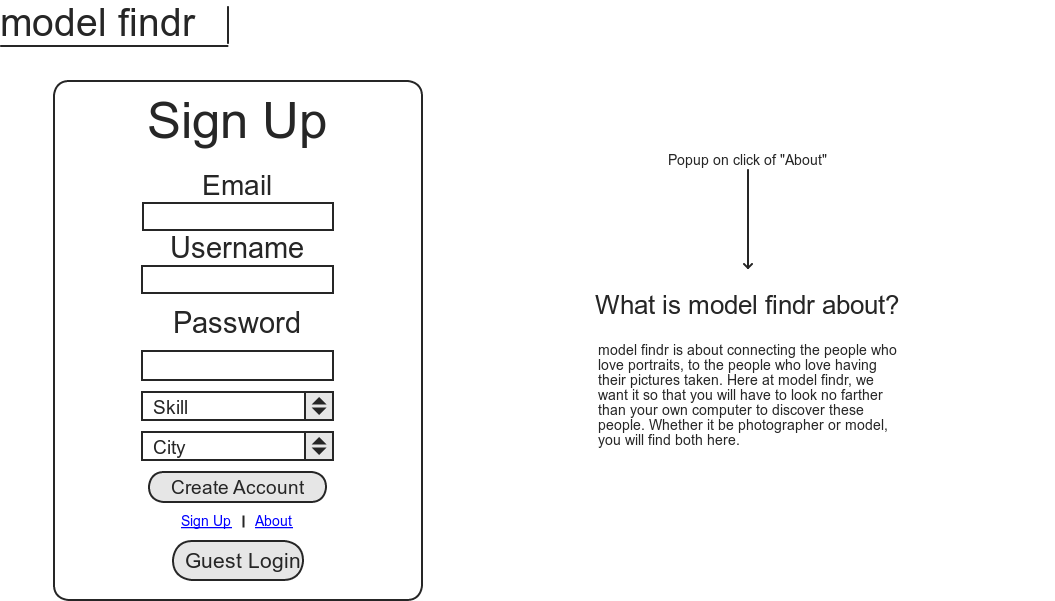 model findr
Sign Up
Email
Username
Password
Skill
City
Create Account
Sign Up | About
Guest Login
Popup on click of "About"
What is model findr about?
model findr is about connecting the people who
love portraits, to the people who love having
their pictures taken. Here at model findr, we
want it so that you will have to look no farther
than your own computer to discover these
people. Whether it be photographer or model,
you will find both here.